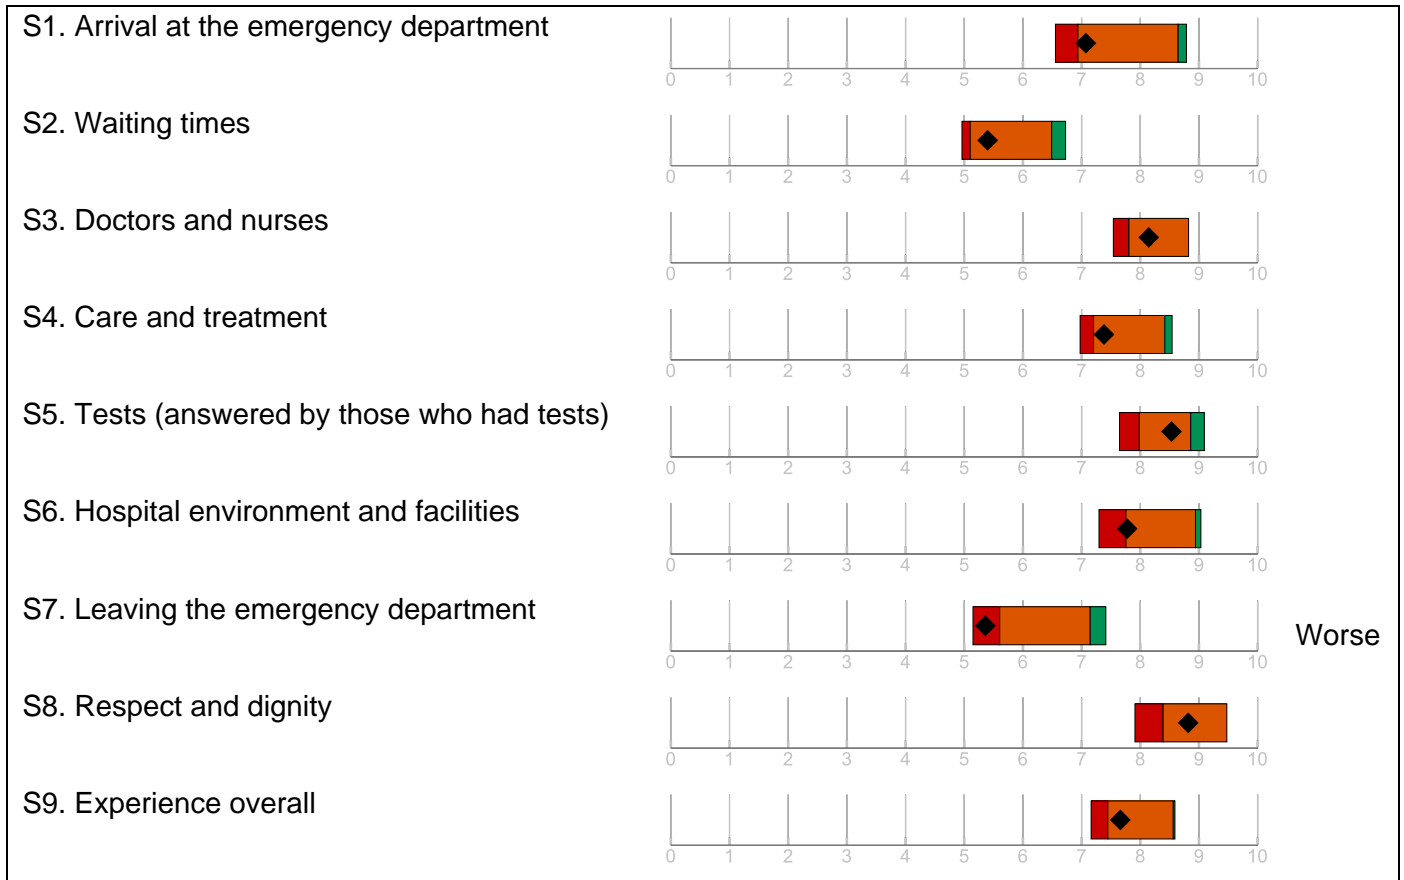 S1. Arrival at the emergency department
0 1 2 3 4 5 6 7 8 9 10
S2. Waiting times
0 1 2 3 4 5 6 7 8 9 10
S3. Doctors and nurses
0 1 2 3 4 5 6 7 8 9 10
S4. Care and treatment
0 1 2 3 4 5 6 7 8 9 10
S5. Tests (answered by those who had tests)
0 1 2 3 4 5 6 7 8 9 10
S6. Hospital environment and facilities
0 1 2 3 4 5 6 7 8 9 10
S7. Leaving the emergency department
Worse
0 1 2 3 4 5 6 7 8 9 10
S8. Respect and dignity
0 1 2 3 4 5 6 7 8 9 10
S9. Experience overall
0 1 2 3 4 5 6 7 8 9 10